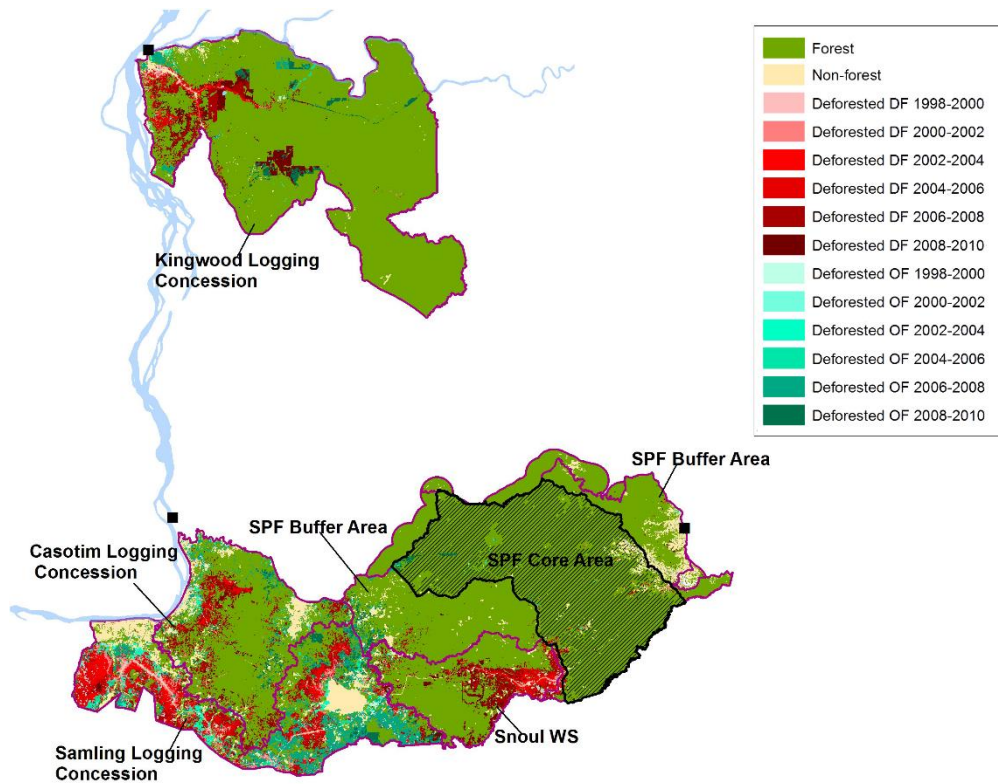 Forest
Non-forest
Deforested DF 1998-2000
Deforested DF 2000-2002
Deforested DF 2002-2004
Deforested DF 2004-2006
Deforested DF 2006-2008
Deforested DF 2008-2010
Deforested OF 1998-2000
Deforested OF 2000-2002
Deforested OF 2002-2004
Deforested OF 2004-2006
Deforested OF 2006-2008
Deforested OF 2008-2010
Kingwood Logging
Concession
SPF Buffer Area
SPF Buffer Area
Casotim Logging
Concession
SPF Core Area
Snoul WS
Samling Logging
Concession